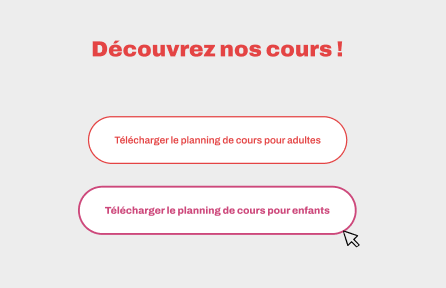 Découvrez nos cours !
Télécharger le planning de cours pour adultes
Télécharger le planning de cours pour enfants